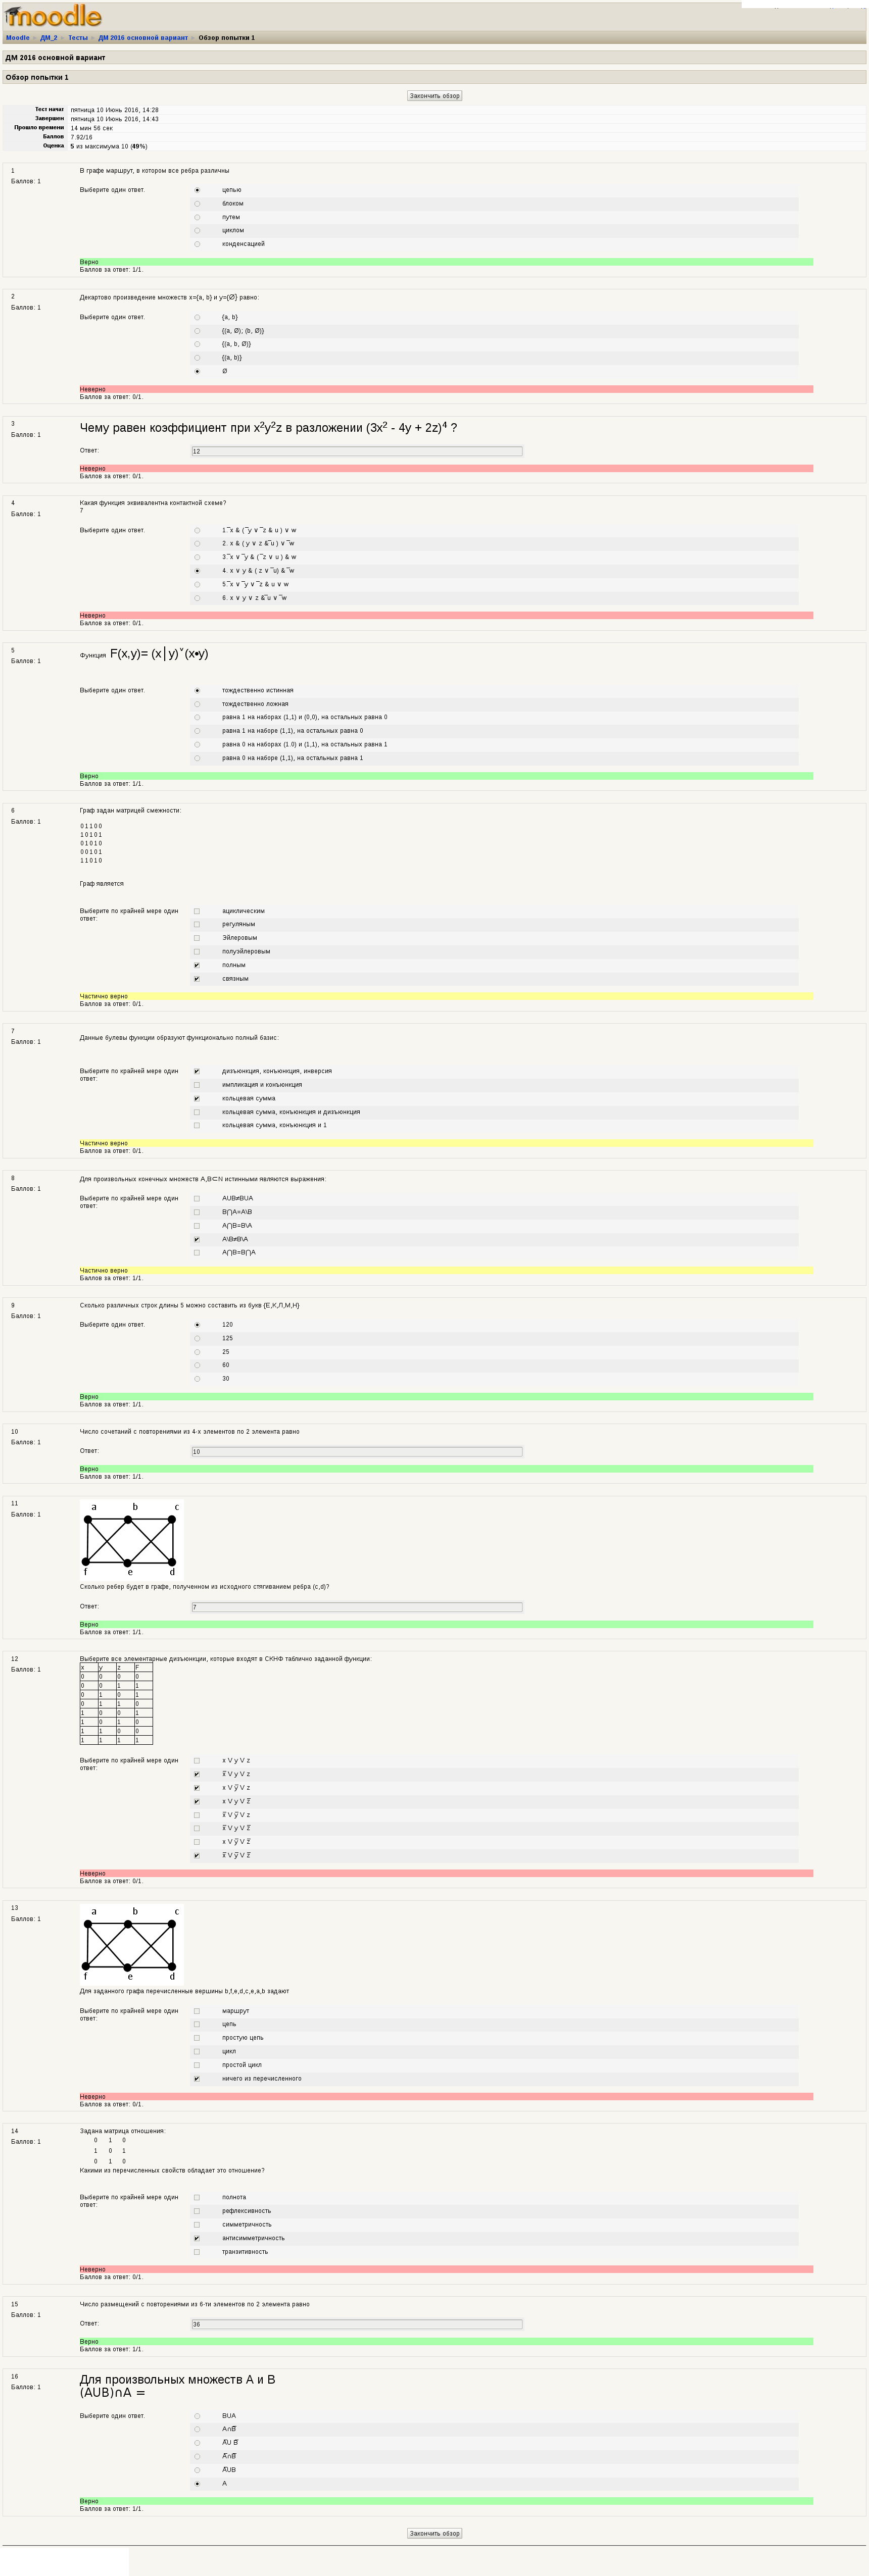 moodle
Moodle ► ДМ_2 ► Тесты ► ДМ 2016 основной вариант ► Обзор попытки 1
ДМ 2016 основной вариант
Обзор попытки 1
Закончить обзор
Тест начат пятница 10 Июнь 2016, 14:28
Завершен пятница 10 Июнь 2016, 14:43
Прошло времени 14 мин 56 сек
Баллов 7.92/16
Оценка 5 из максимума 10 (49%)
1
Баллов: 1
В графе маршрут, в котором все ребра различны
Выберите один ответ.
цепью
блоком
путем
циклом
конденсацией
Верно
Баллов за ответ: 1/1.
2
Баллов: 1
Декартово произведение множеств x={a, b} и y={Ø} равно:
Выберите один ответ.
{a, b}
{(a, Ø); (b, Ø)}
{(a, b, Ø)}
{(a, b)}
Ø
Неверно
Баллов за ответ: 0/1.
3
Баллов: 1
Чему равен коэффициент при x²y²z в разложении (3x² - 4y + 2z)⁴ ?
Ответ: 12
Неверно
Баллов за ответ: 0/1.
4
Баллов: 1
Какая функция эквивалентна контактной схеме?
7
Выберите один ответ.
1.¯x & (¯y ∨ ¯z & u ) ∨ w
2. x & ( y ∨ z &¯u ) ∨ ¯w
3.¯x ∨ ¯y & (¯z ∨ u ) & w
4. x ∨ y & ( z ∨ ¯u) & ¯w
5.¯x ∨ ¯y ∨ ¯z & u ∨ w
6. x ∨ y ∨ z &¯u ∨ ¯w
Неверно
Баллов за ответ: 0/1.
5
Баллов: 1
Функция F(x,y)= (x│y)˅(x•y)
Выберите один ответ.
тождественно истинная
тождественно ложная
равна 1 на наборах (1,1) и (0,0), на остальных равна 0
равна 1 на наборе (1,1), на остальных равна 0
равна 0 на наборах (1.0) и (1,1), на остальных равна 1
равна 0 на наборе (1,1), на остальных равна 1
Верно
Баллов за ответ: 1/1.
6
Баллов: 1
Граф задан матрицей смежности:
0 1 1 0 0
1 0 1 0 1
0 1 0 1 0
0 0 1 0 1
1 1 0 1 0
Граф является
Выберите по крайней мере один ответ:
ациклическим
регуляным
Эйлеровым
полуэйлеровым
полным
связным
Частично верно
Баллов за ответ: 0/1.
7
Баллов: 1
Данные булевы функции образуют функционально полный базис:
Выберите по крайней мере один ответ:
дизъюнкция, конъюнкция, инверсия
импликация и конъюнкция
кольцевая сумма
кольцевая сумма, конъюнкция и дизъюнкция
кольцевая сумма, конъюнкция и 1
Частично верно
Баллов за ответ: 0/1.
8
Баллов: 1
Для произвольных конечных множеств A,B⊂N истинными являются выражения:
Выберите по крайней мере один ответ:
A∪B≠B∪A
B⋂A=A\B
A⋂B=B\A
A\B≠B\A
A⋂B=B⋂A
Частично верно
Баллов за ответ: 1/1.
9
Баллов: 1
Сколько различных строк длины 5 можно составить из букв {Е,К,Л,М,Н}
Выберите один ответ.
120
125
25
60
30
Верно
Баллов за ответ: 1/1.
10
Баллов: 1
Число сочетаний с повторениями из 4-х элементов по 2 элемента равно
Ответ: 10
Верно
Баллов за ответ: 1/1.
11
Баллов: 1
a b c
f e d
Сколько ребер будет в графе, полученном из исходного стягиванием ребра (c,d)?
Ответ: 7
Верно
Баллов за ответ: 1/1.
12
Баллов: 1
Выберите все элементарные дизъюнкции, которые входят в СКНФ таблично заданной функции:
x y z F
0 0 0 0
0 0 1 1
0 1 0 1
0 1 1 0
1 0 0 1
1 0 1 0
1 1 0 0
1 1 1 1
Выберите по крайней мере один ответ:
x V y V z
x̅ V y V z
x V y̅ V z
x V y V z̅
x̅ V y̅ V z
x̅ V y V z̅
x V y̅ V z̅
x̅ V y̅ V z̅
Неверно
Баллов за ответ: 0/1.
13
Баллов: 1
a b c
f e d
Для заданного графа перечисленные вершины b,f,e,d,c,e,a,b задают
Выберите по крайней мере один ответ:
маршрут
цепь
простую цепь
цикл
простой цикл
ничего из перечисленного
Неверно
Баллов за ответ: 0/1.
14
Баллов: 1
Задана матрица отношения:
0 1 0
1 0 1
0 1 0
Какими из перечисленных свойств обладает это отношение?
Выберите по крайней мере один ответ:
полнота
рефлексивность
симметричность
антисимметричность
транзитивность
Неверно
Баллов за ответ: 0/1.
15
Баллов: 1
Число размещений с повторениями из 6-ти элементов по 2 элемента равно
Ответ: 36
Верно
Баллов за ответ: 1/1.
16
Баллов: 1
Для произвольных множеств A и B
(A∪B)∩A =
Выберите один ответ.
B∪A
A∩B̅
A̅∪ B̅
A̅∩B̅
A̅∪B
A
Верно
Баллов за ответ: 1/1.
Закончить обзор